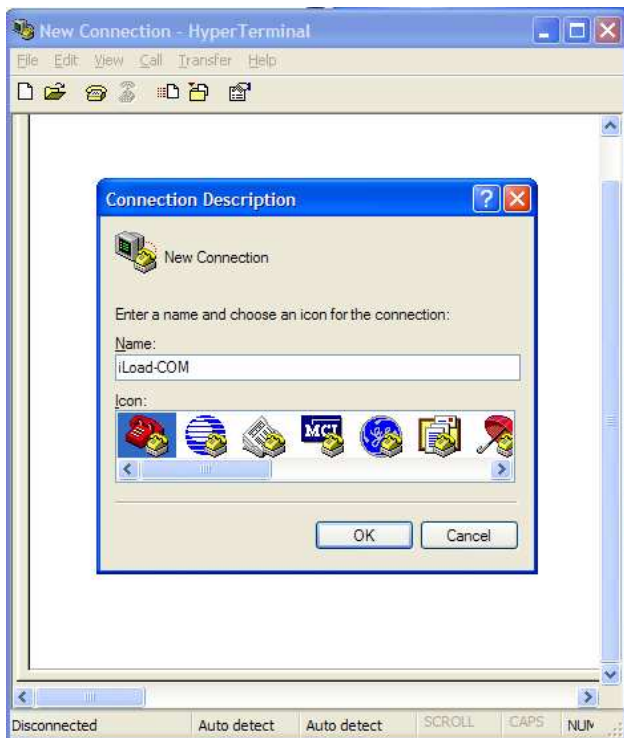 New Connection - HyperTerminal
File Edit View Call Transfer Help
Connection Description
New Connection
Enter a name and choose an icon for the connection:
Name:
iLoad-COM
Icon:
MCI
OK Cancel
Disconnected Auto detect Auto detect SCROLL CAPS NUM